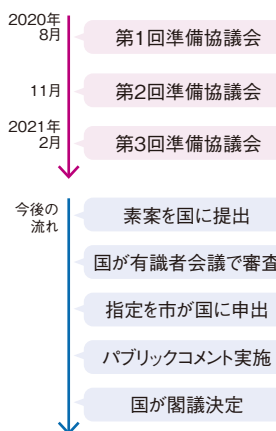 2020年
8月
第1回準備協議会
11月
第2回準備協議会
2021年
2月
第3回準備協議会
今後の
流れ
素案を国に提出
国が有識者会議で審査
指定を市が国に申出
パブリックコメント実施
国が閣議決定